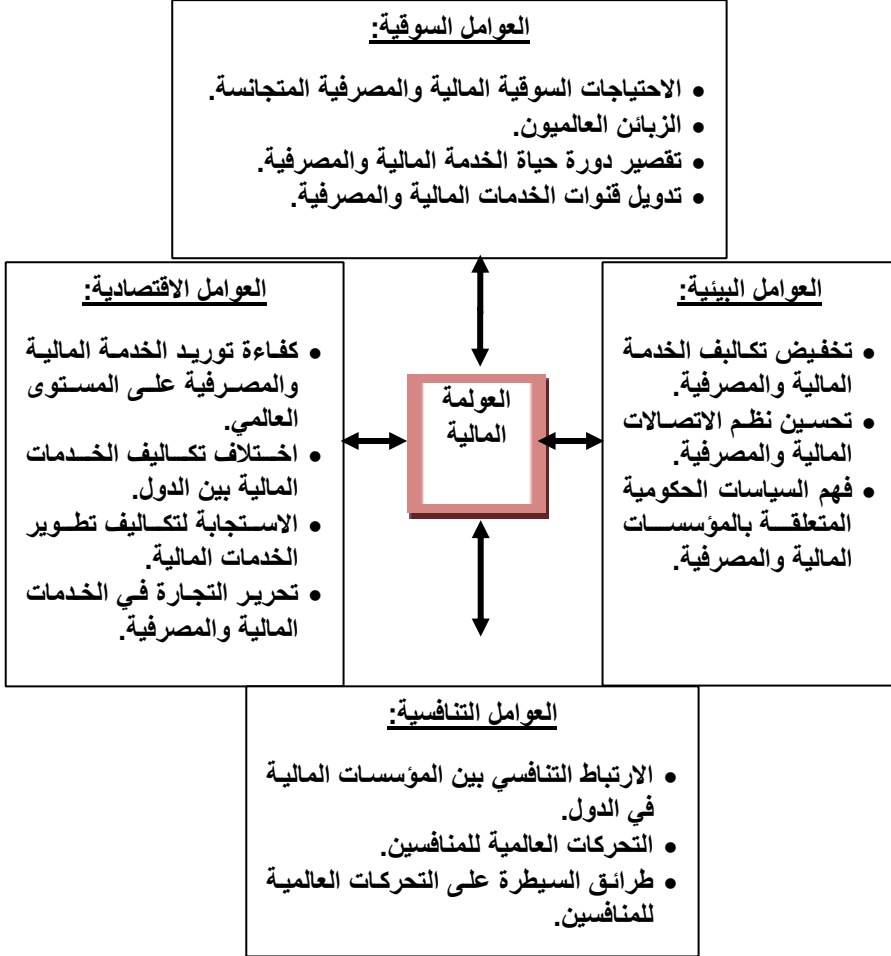 العوامل السوقية:
• الاحتياجات السوقية المالية والمصرفية المتجانسة.
• الزبائن العالميون.
• تقصير دورة حياة الخدمة المالية والمصرفية.
• تدويل قنوات الخدمات المالية والمصرفية.
العوامل البيئية:
• تخفيض تكاليف الخدمة
المالية والمصرفية.
• تحسين نظم الاتصالات
المالية والمصرفية.
• فهم السياسات الحكومية
المتعلقة بالمؤسسات
المالية والمصرفية.
العولمة
المالية
العوامل الاقتصادية:
• كفاءة توريد الخدمة المالية
والمصرفية على المستوى
العالمي.
• اختلاف تكاليف الخدمات
المالية بين الدول.
• الاستجابة لتكاليف تطوير
الخدمات المالية.
• تحرير التجارة في الخدمات
المالية والمصرفية.
العوامل التنافسية:
• الارتباط التنافسي بين المؤسسات المالية
في الدول.
• التحركات العالمية للمنافسين.
• طرائق السيطرة على التحركات العالمية
للمنافسين.